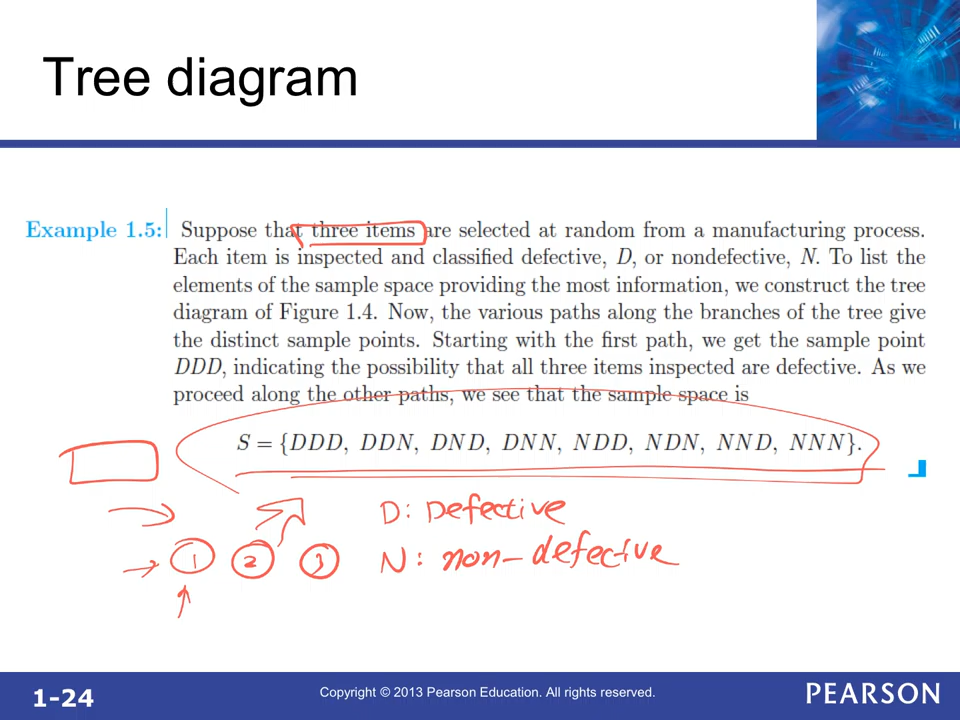 Tree diagram
Example 1.5: Suppose that three items are selected at random from a manufacturing process.
Each item is inspected and classified defective, D, or nondefective, N. To list the
elements of the sample space providing the most information, we construct the tree
diagram of Figure 1.4. Now, the various paths along the branches of the tree give
the distinct sample points. Starting with the first path, we get the sample point
DDD, indicating the possibility that all three items inspected are defective. As we
proceed along the other paths, we see that the sample space is
S = {DDD, DDN, DND, DNN, NDD, NDN, NND, NNN}.
D: Defective
1 2 3 N: non-defective
1-24 Copyright © 2013 Pearson Education. All rights reserved. PEARSON